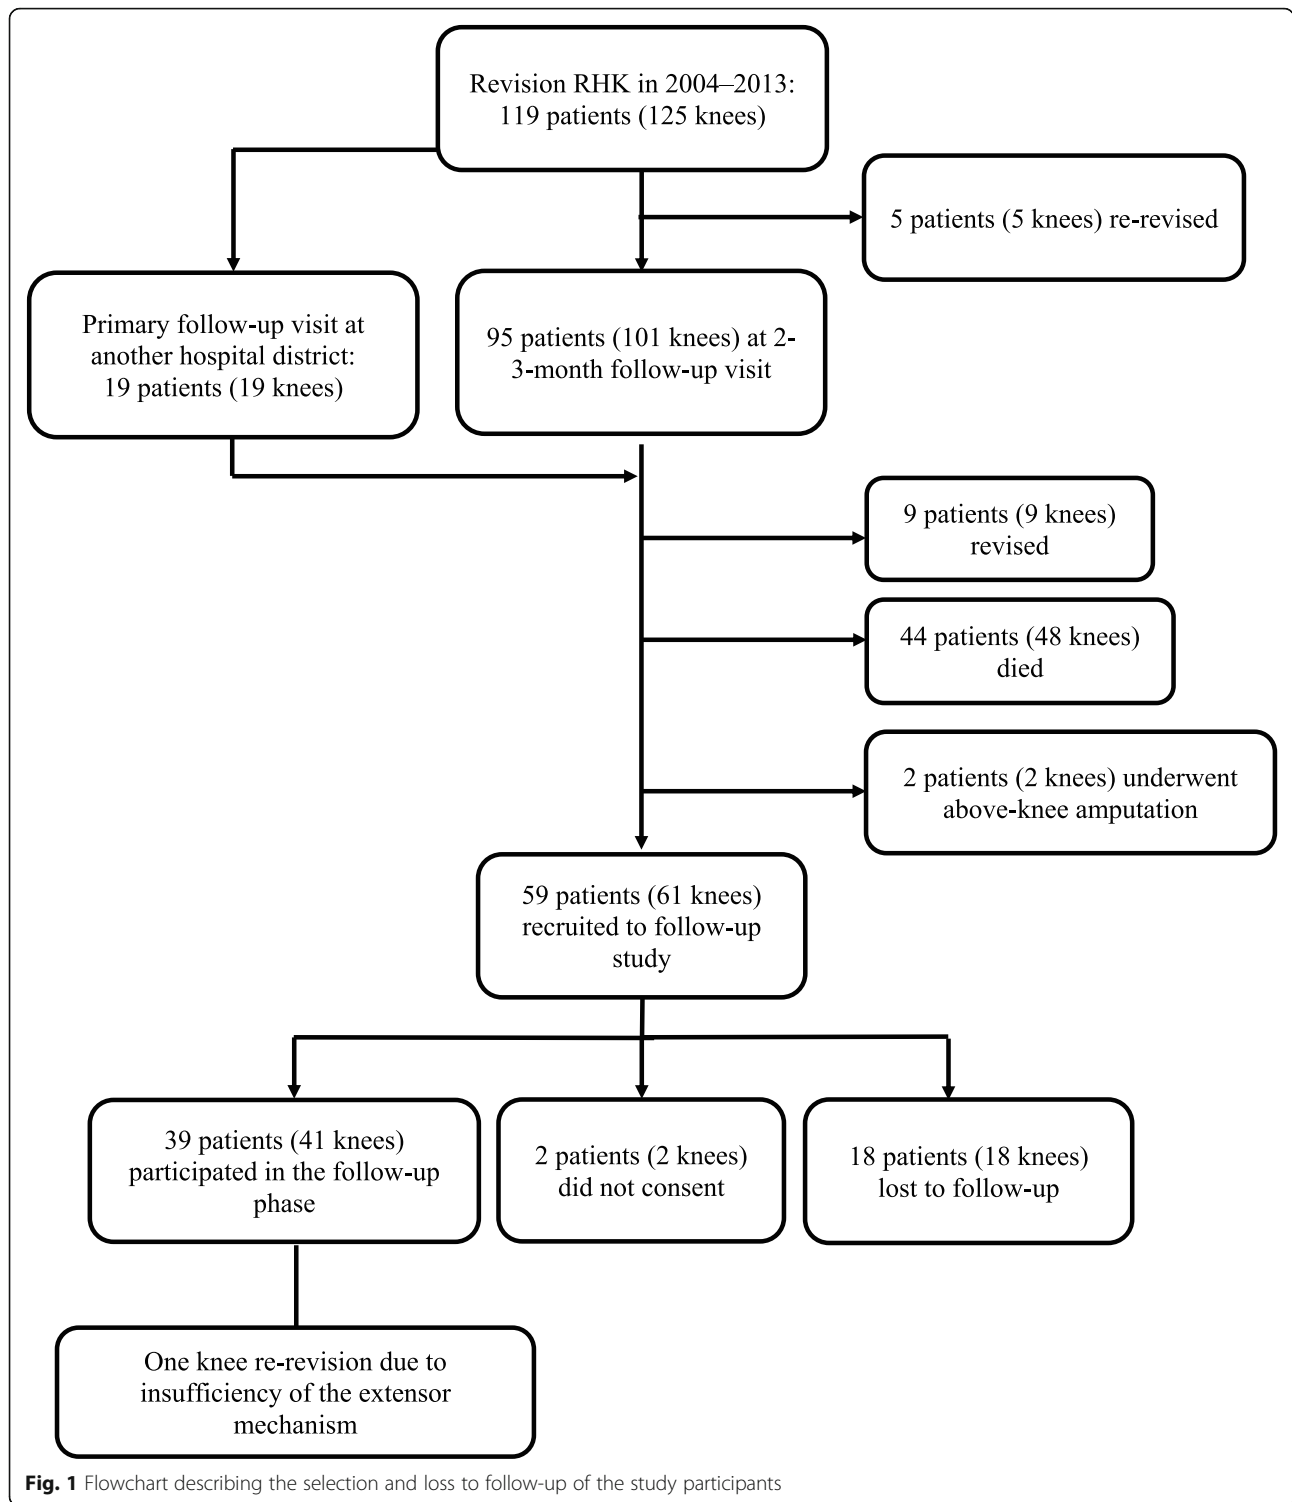 Revision RHK in 2004–2013:
119 patients (125 knees)
5 patients (5 knees) re-revised
Primary follow-up visit at
another hospital district:
19 patients (19 knees)
95 patients (101 knees) at 2-
3-month follow-up visit
9 patients (9 knees)
revised
44 patients (48 knees)
died
2 patients (2 knees) underwent
above-knee amputation
59 patients (61 knees)
recruited to follow-up
study
39 patients (41 knees)
participated in the follow-up
phase
2 patients (2 knees)
did not consent
18 patients (18 knees)
lost to follow-up
One knee re-revision due to
insufficiency of the extensor
mechanism
Fig. 1 Flowchart describing the selection and loss to follow-up of the study participants